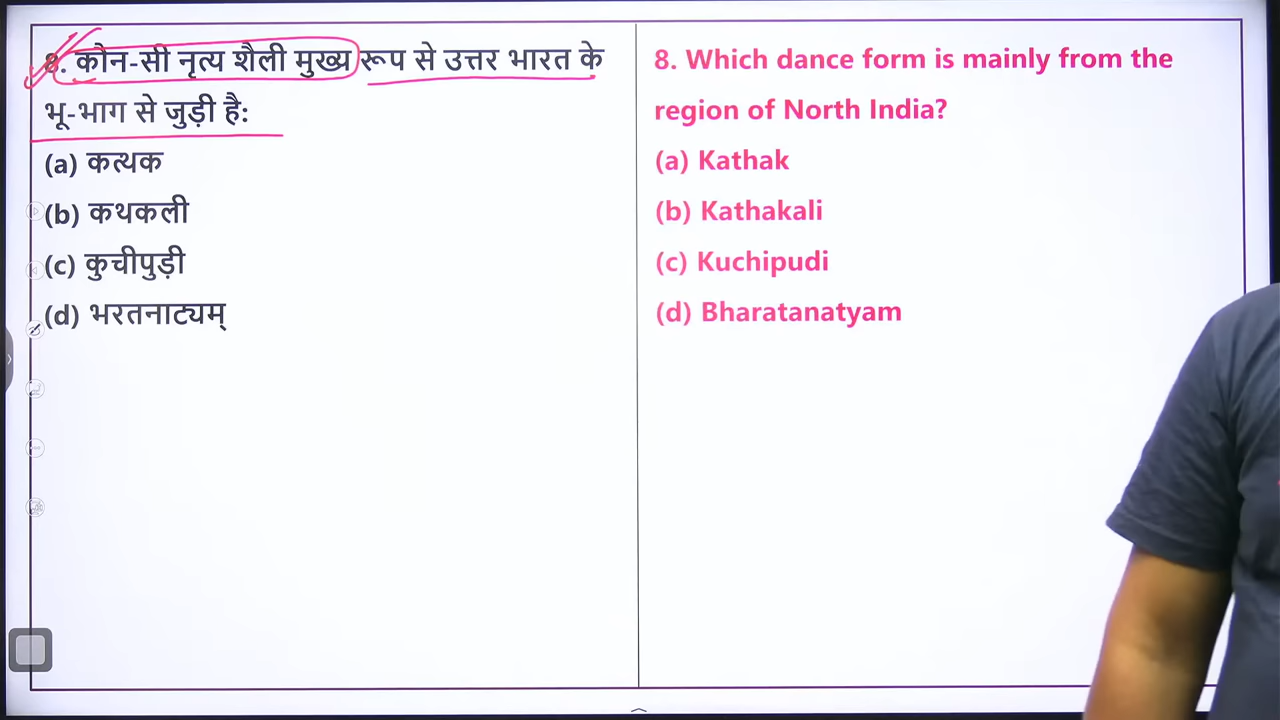 8. कौन-सी नृत्य शैली मुख्य रूप से उत्तर भारत के
भू-भाग से जुड़ी है:
(a) कत्थक
(b) कथकली
(c) कुचीपुड़ी
(d) भरतनाट्यम्
8. Which dance form is mainly from the
region of North India?
(a) Kathak
(b) Kathakali
(c) Kuchipudi
(d) Bharatanatyam